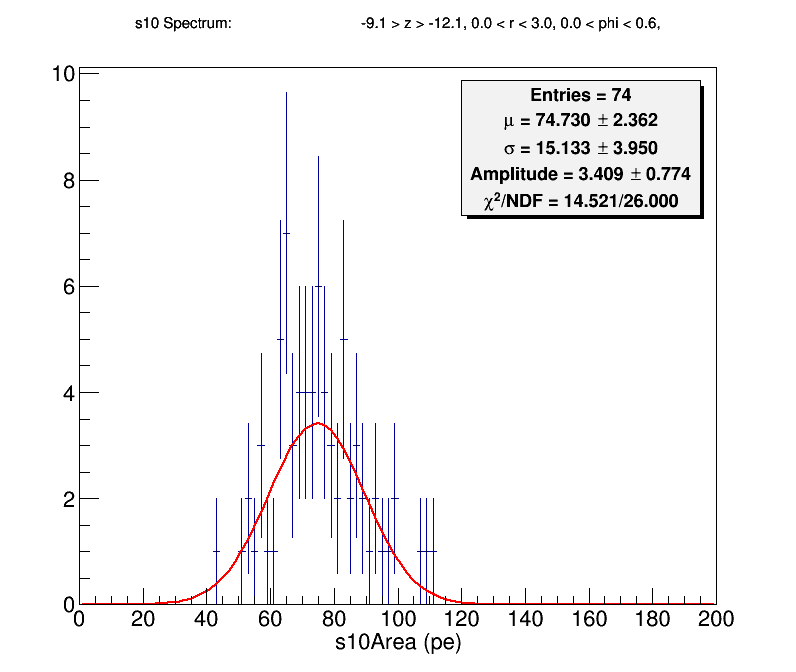 s10 Spectrum: -9.1 > z > -12.1, 0.0 < r < 3.0, 0.0 < phi < 0.6,
Entries = 74
μ = 74.730 ± 2.362
σ = 15.133 ± 3.950
Amplitude = 3.409 ± 0.774
χ²/NDF = 14.521/26.000
10
8
6
4
2
0
0 20 40 60 80 100 120 140 160 180 200
s10Area (pe)